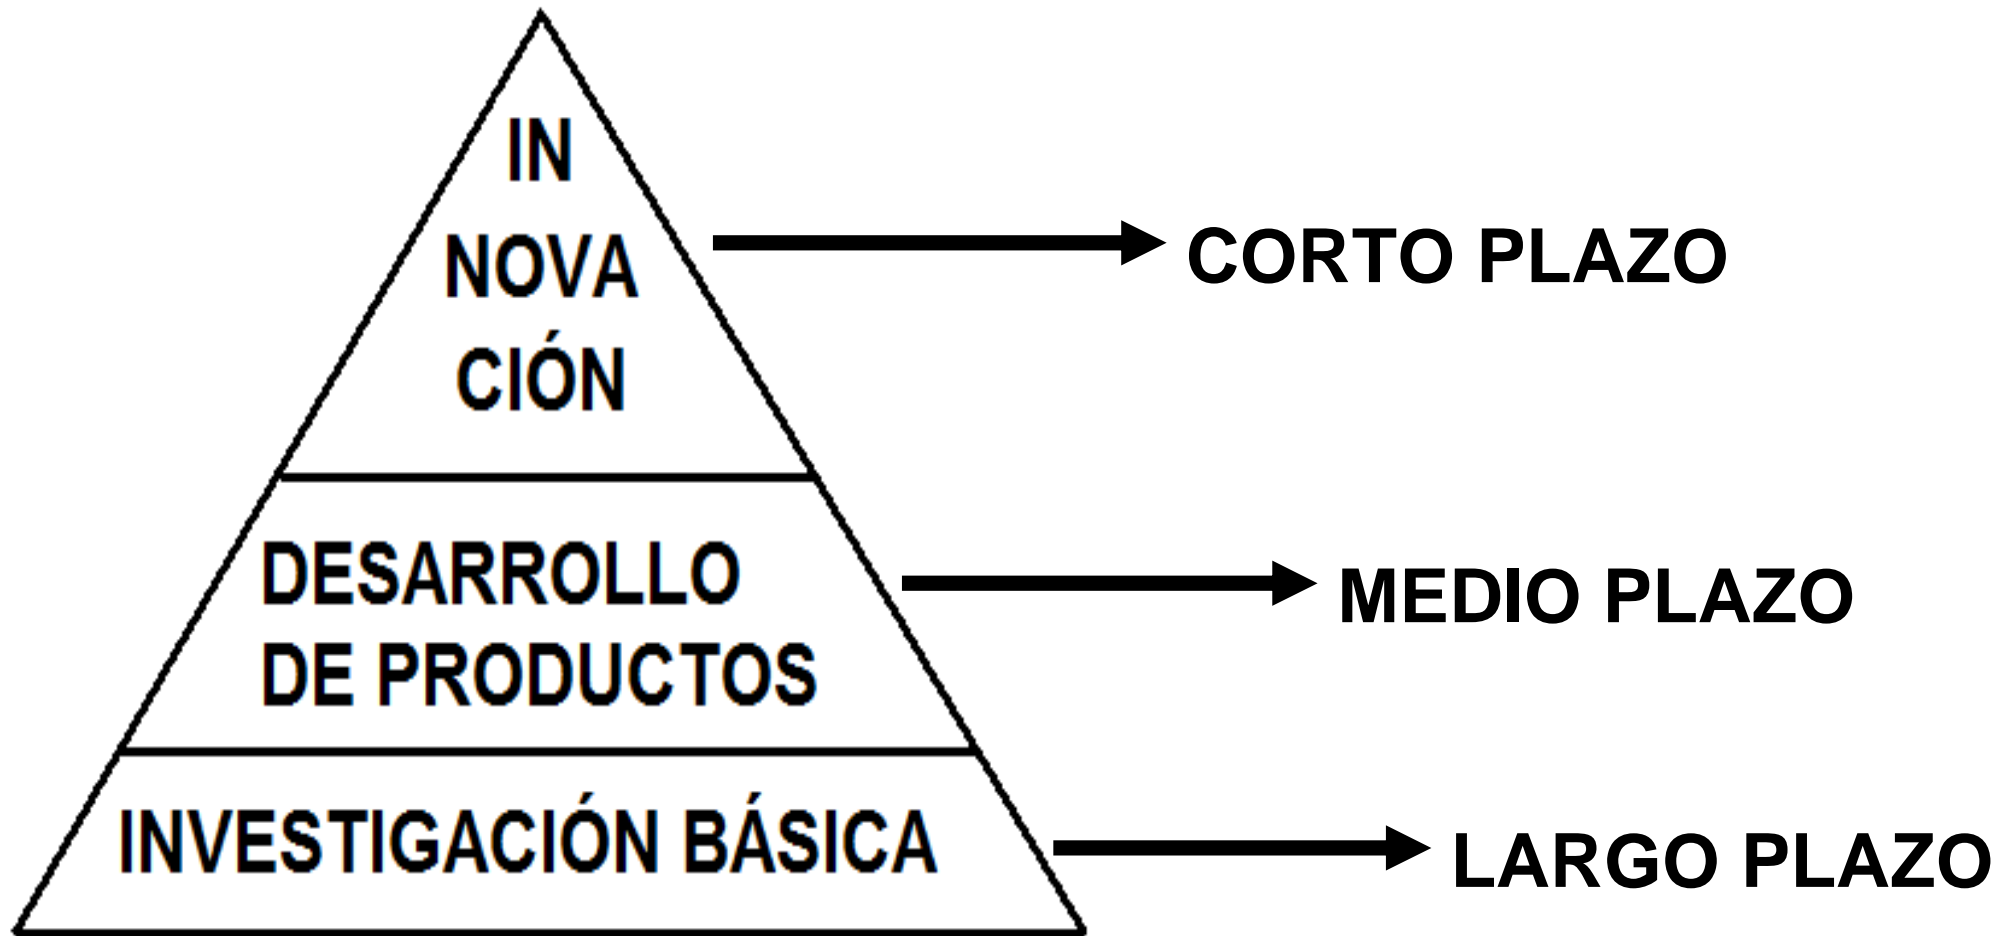 IN
NOVA
CIÓN
CORTO PLAZO
DESARROLLO
DE PRODUCTOS
MEDIO PLAZO
INVESTIGACIÓN BÁSICA
LARGO PLAZO